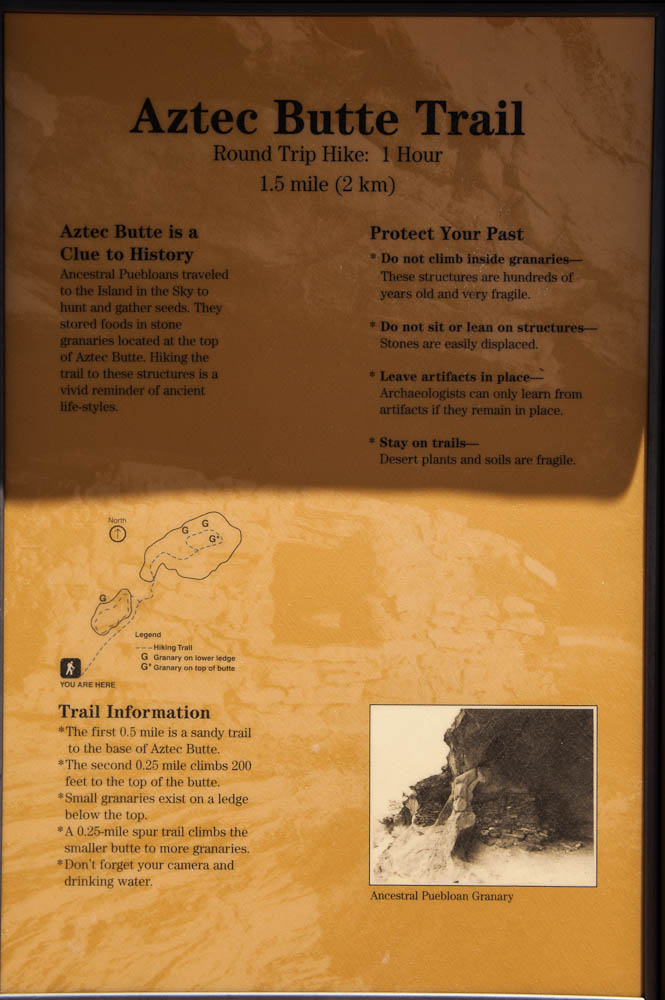 Aztec Butte Trail
Round Trip Hike: 1 Hour
1.5 mile (2 km)
Aztec Butte is a
Clue to History
Ancestral Puebloans traveled
to the Island in the Sky to
hunt and gather seeds. They
stored foods in stone
granaries located at the top
of Aztec Butte. Hiking the
trail to these structures is a
vivid reminder of ancient
life-styles.
Protect Your Past
* Do not climb inside granaries—
These structures are hundreds of
years old and very fragile.
* Do not sit or lean on structures—
Stones are easily displaced.
* Leave artifacts in place—
Archaeologists can only learn from
artifacts if they remain in place.
* Stay on trails—
Desert plants and soils are fragile.
North
G
G
G*
G
Legend
--- Hiking Trail
G Granary on lower ledge
G* Granary on top of butte
YOU ARE HERE
Trail Information
*The first 0.5 mile is a sandy trail
to the base of Aztec Butte.
*The second 0.25 mile climbs 200
feet to the top of the butte.
*Small granaries exist on a ledge
below the top.
*A 0.25-mile spur trail climbs the
smaller butte to more granaries.
*Don't forget your camera and
drinking water.
Ancestral Puebloan Granary